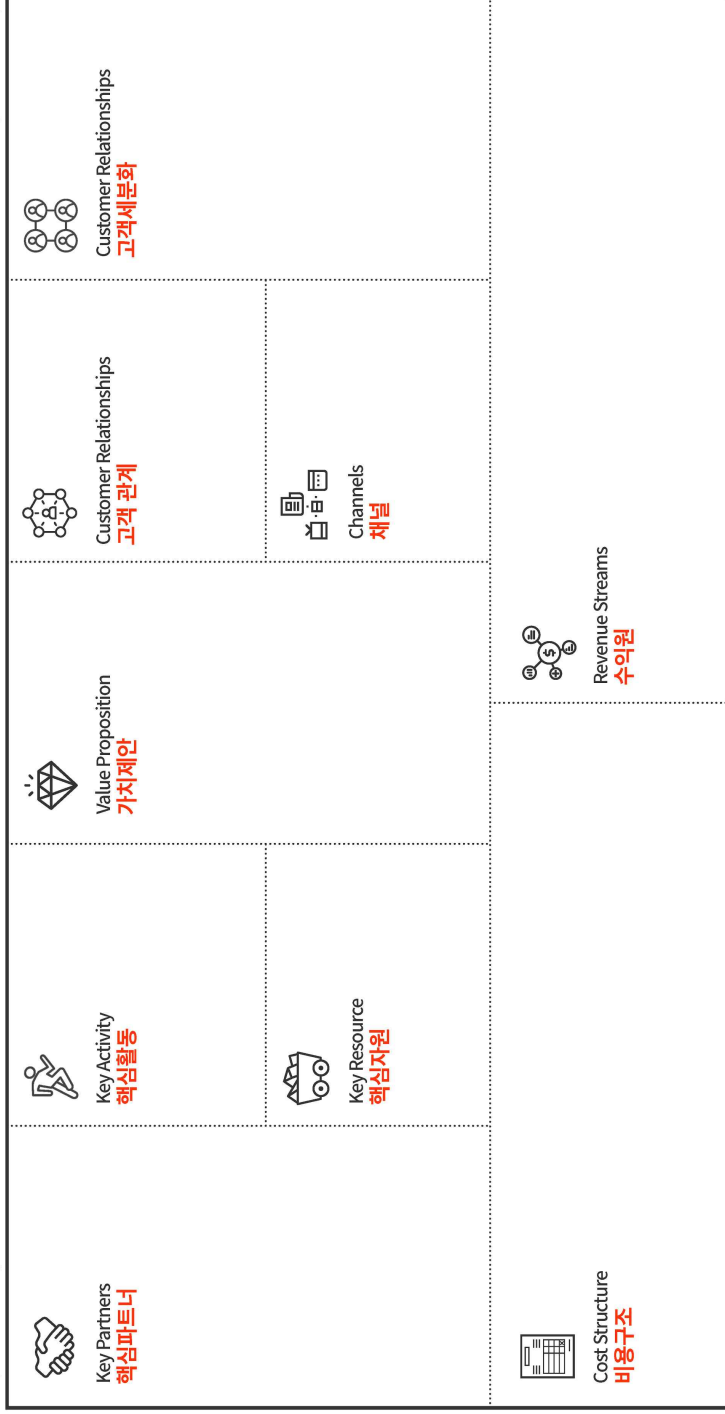 Key Partners
핵심파트너
Key Activity
핵심활동
Key Resource
핵심자원
Value Proposition
가치제안
Customer Relationships
고객 관계
Channels
채널
Customer Relationships
고객세분화
Cost Structure
비용구조
Revenue Streams
수익원